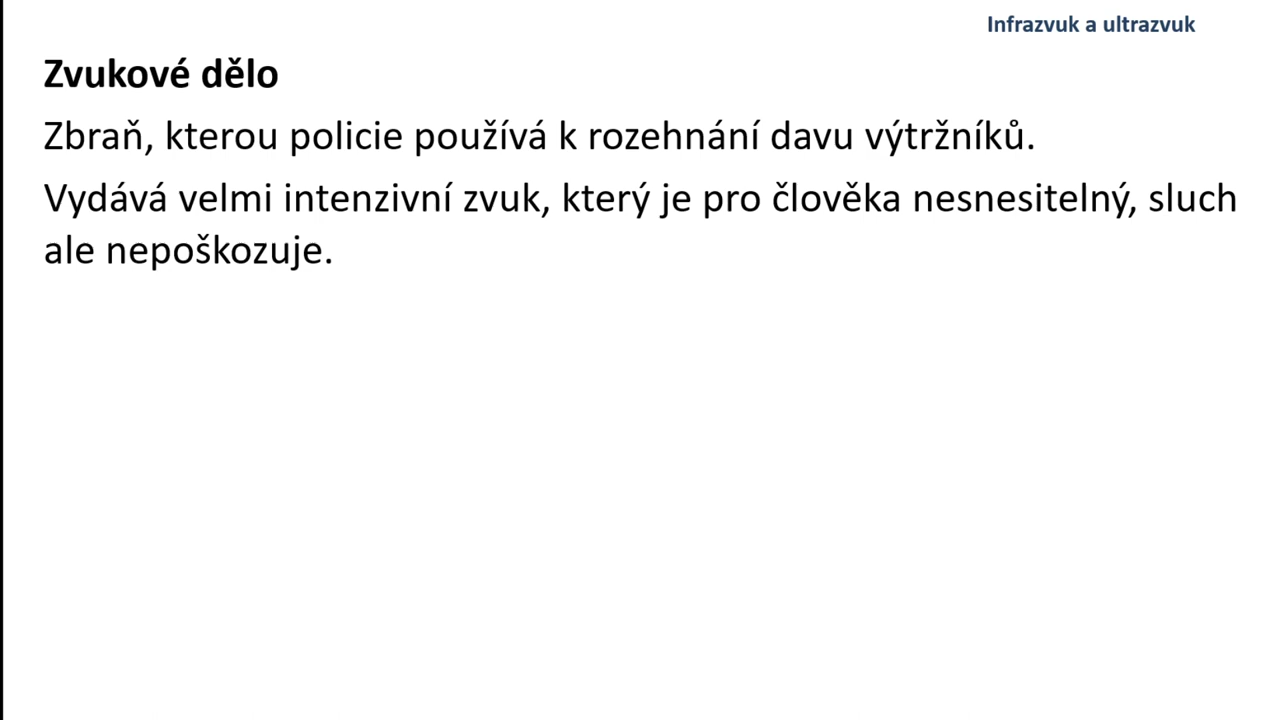 Infrazvuk a ultrazvuk
Zvukové dělo
Zbraň, kterou policie používá k rozehnání davu výtržníků.
Vydává velmi intenzivní zvuk, který je pro člověka nesnesitelný, sluch
ale nepoškozuje.